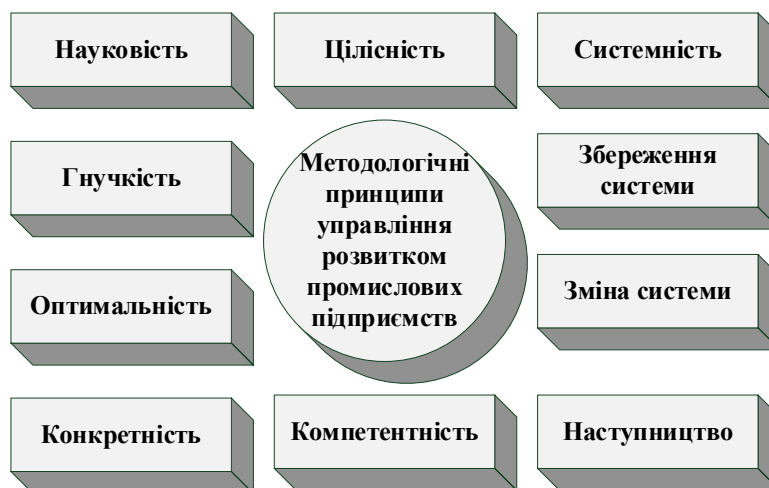 Науковість
Цілісність
Системність
Гнучкість
Методологічні
принципи
управління
розвитком
промислових
підприємств
Збереження
системи
Оптимальність
Зміна системи
Конкретність
Компетентність
Наступництво